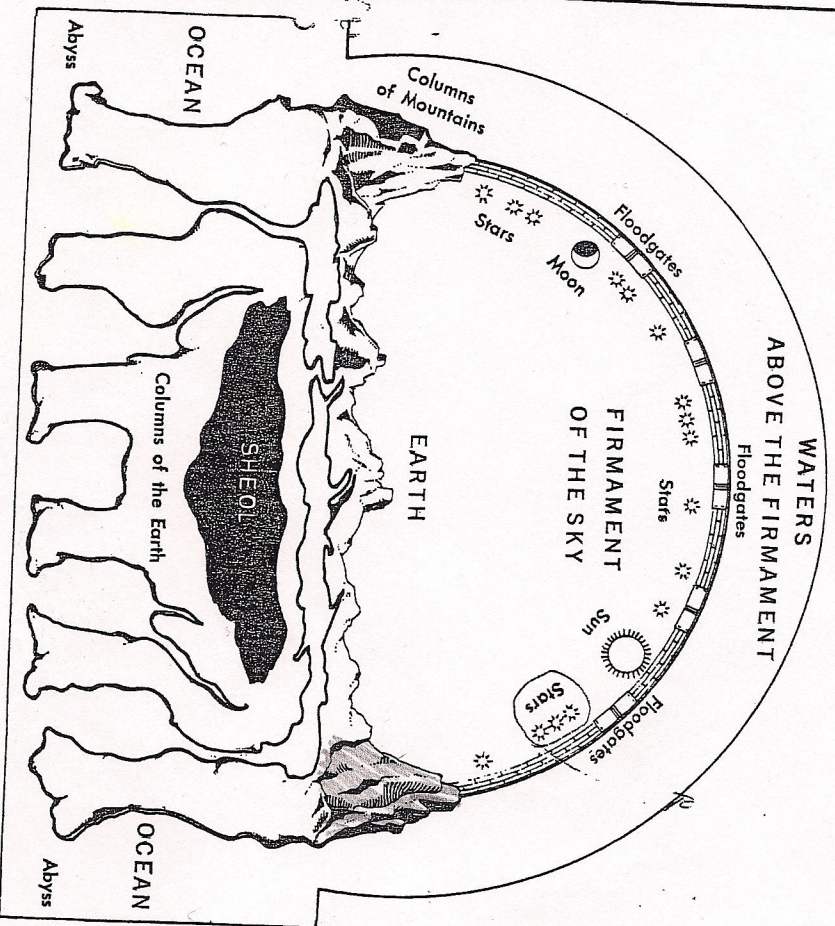 WATERS
ABOVE THE FIRMAMENT
Floodgates
Floodgates
Floodgates
Stars
FIRMAMENT
OF THE SKY
Moon
Sun
Stars
Stars
Columns
of Mountains
EARTH
SHEOL
OCEAN
Columns of the Earth
OCEAN
Abyss
Abyss